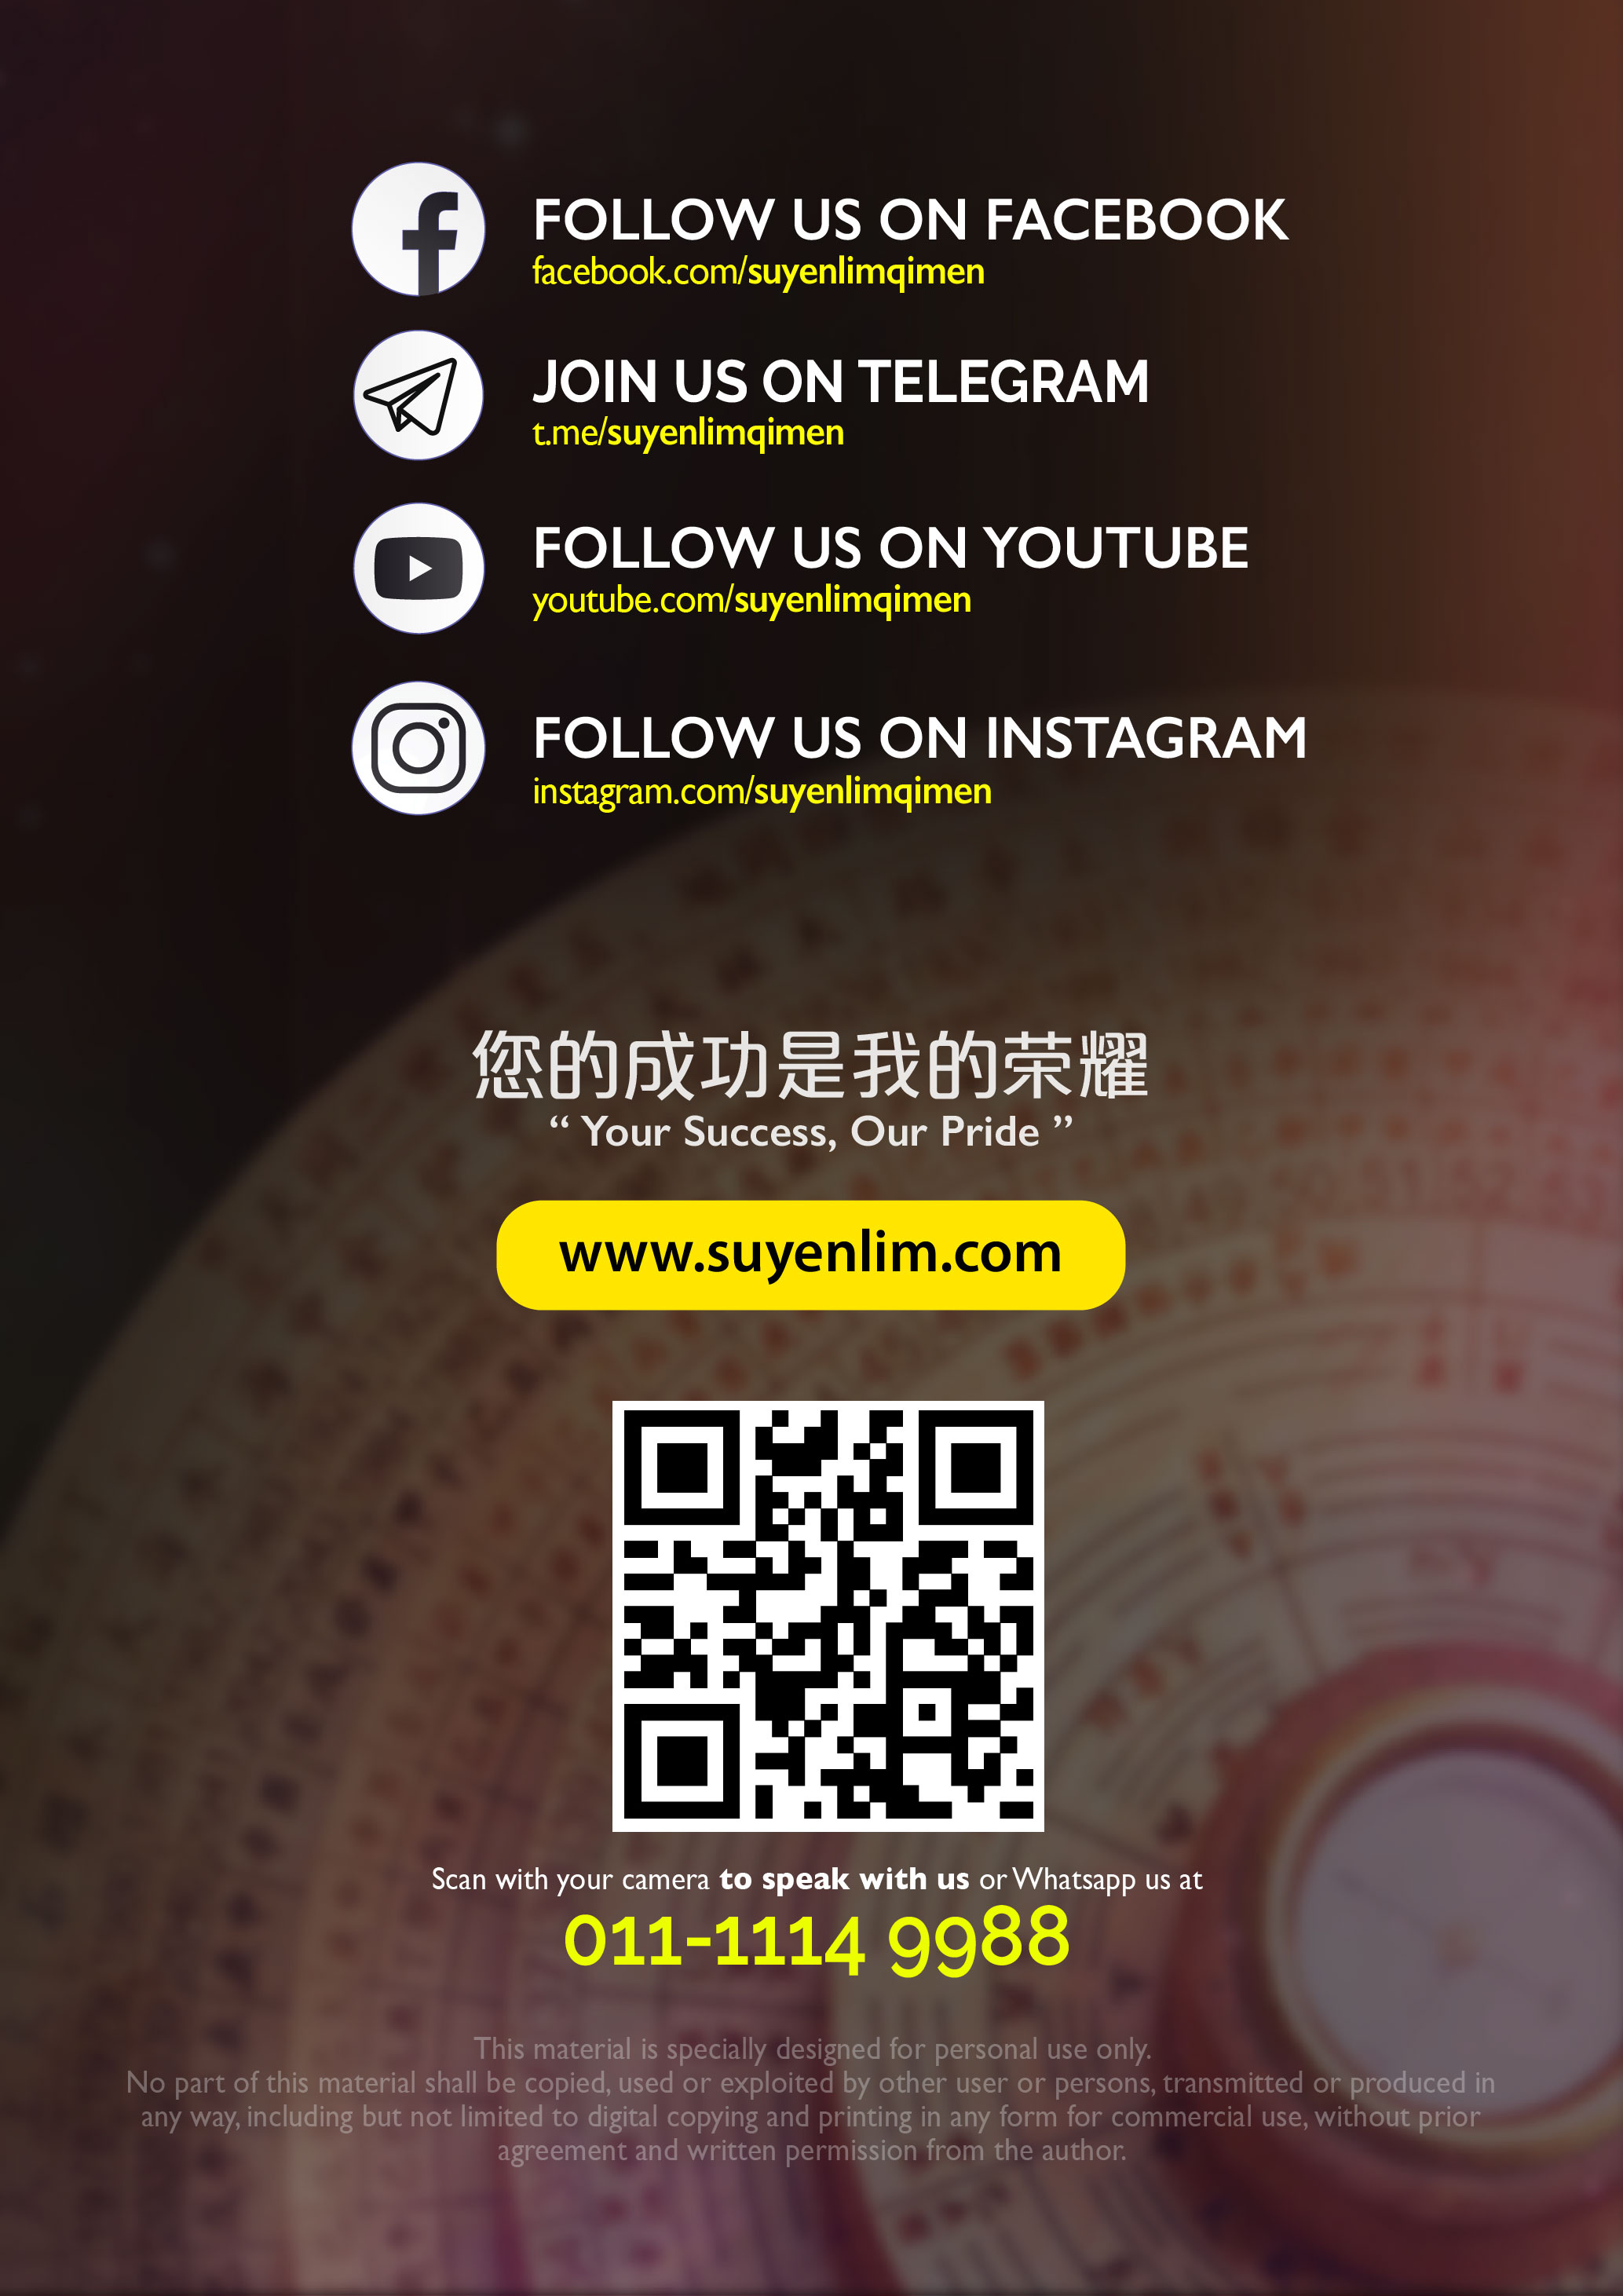 FOLLOW US ON FACEBOOK
facebook.com/suyenlimqimen
JOIN US ON TELEGRAM
t.me/suyenlimqimen
FOLLOW US ON YOUTUBE
youtube.com/suyenlimqimen
FOLLOW US ON INSTAGRAM
instagram.com/suyenlimqimen
您的成功是我的荣耀
“ Your Success, Our Pride ”
www.suyenlim.com
Scan with your camera to speak with us or Whatsapp us at
011-1114 9988
This material is specially designed for personal use only.
No part of this material shall be copied, used or exploited by other user or persons, transmitted or produced in
any way, including but not limited to digital copying and printing in any form for commercial use, without prior
agreement and written permission from the author.